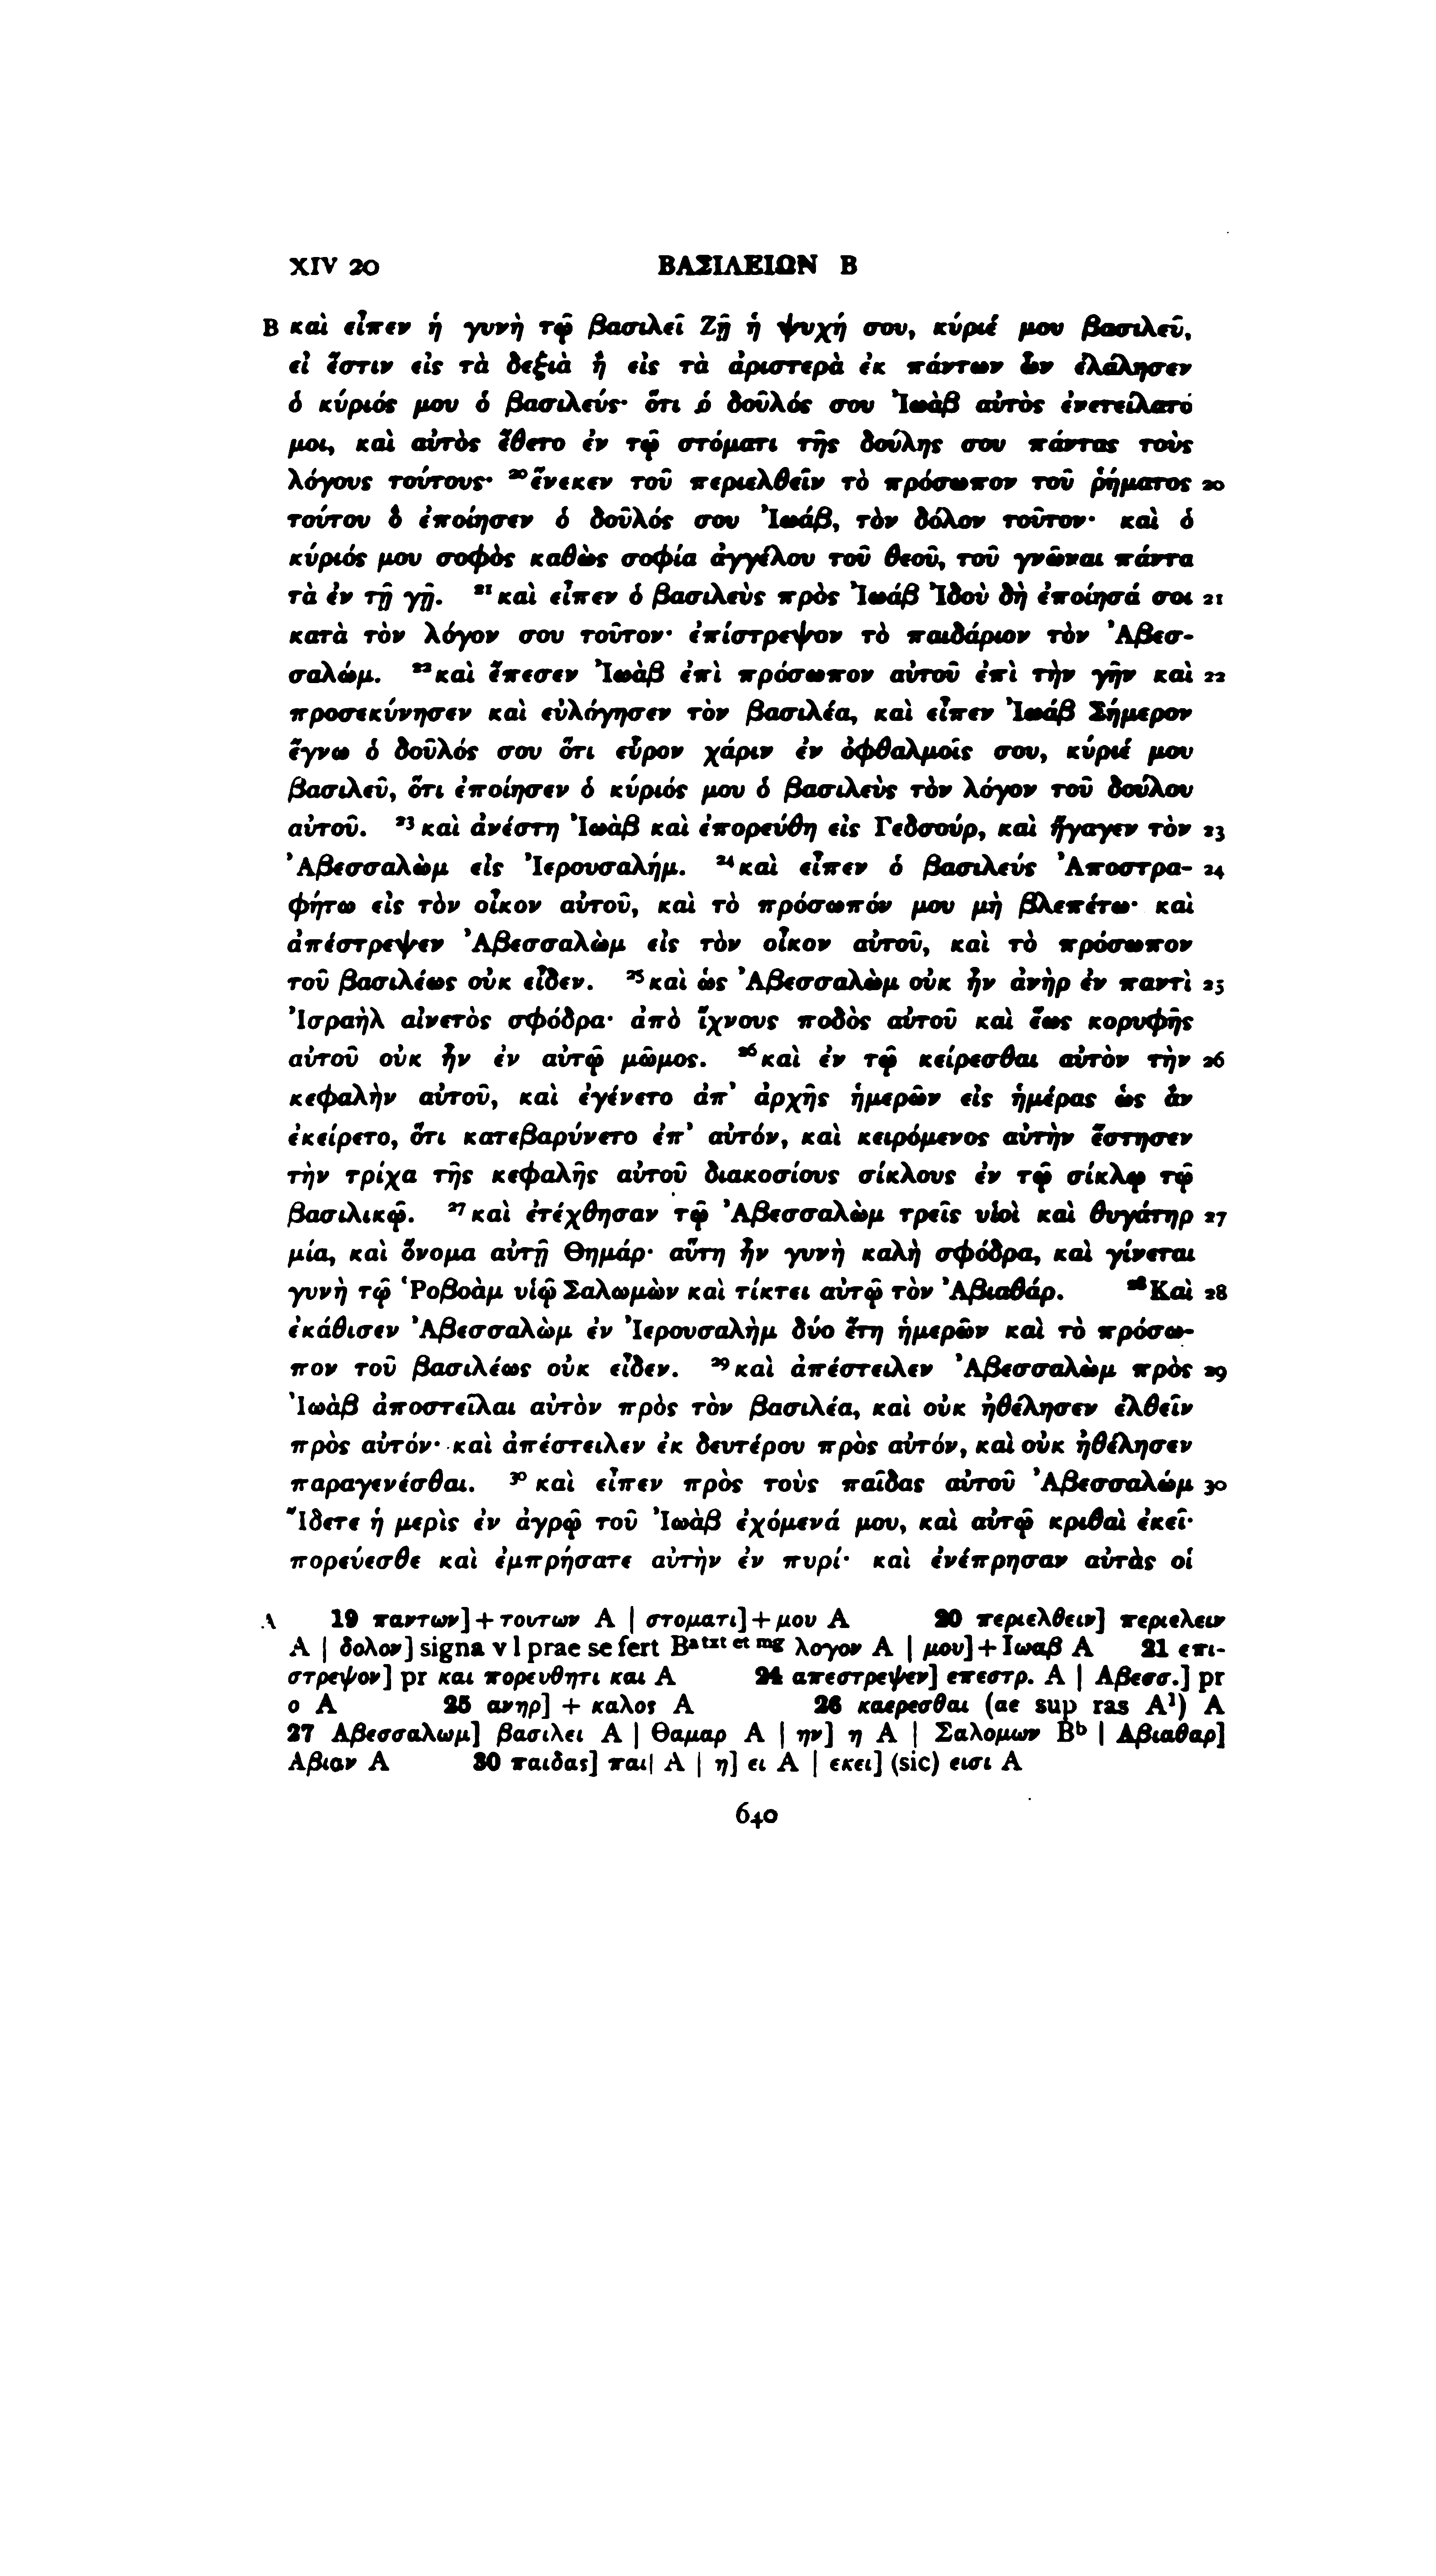 XIV 20 ΒΑΣΙΛΕΙΩΝ Β
B καὶ εἶπεν ἡ γυνὴ τῷ βασιλεῖ Ζῇ ἡ ψυχή σου, κύριέ μου βασιλεῦ,
εἰ ἔστιν εἰς τὰ δεξιὰ ἢ εἰς τὰ ἀριστερὰ ἐκ πάντων ὧν ἐλάλησεν
ὁ κύριός μου ὁ βασιλεύς· ὅτι ὁ δοῦλός σου Ἰωὰβ αὐτὸς ἐνετείλατό
μοι, καὶ αὐτὸς ἔθετο ἐν τῷ στόματι τῆς δούλης σου πάντας τοὺς
λόγους τούτους· ²⁰ἕνεκεν τοῦ περιελθεῖν τὸ πρόσωπον τοῦ ῥήματος 20
τούτου ὃ ἐποίησεν ὁ δοῦλός σου Ἰωάβ, τὸν δόλον τοῦτον· καὶ ὁ
κύριός μου σοφὸς καθὼς σοφία ἀγγέλου τοῦ θεοῦ, τοῦ γνῶναι πάντα
τὰ ἐν τῇ γῇ. ²¹καὶ εἶπεν ὁ βασιλεὺς πρὸς Ἰωάβ Ἰδοὺ δὴ ἐποίησά σοι 21
κατὰ τὸν λόγον σου τοῦτον· ἐπίστρεψον τὸ παιδάριον τὸν Ἀβεσ-
σαλώμ. ²²καὶ ἔπεσεν Ἰωὰβ ἐπὶ πρόσωπον αὐτοῦ ἐπὶ τὴν γῆν καὶ 22
προσεκύνησεν καὶ εὐλόγησεν τὸν βασιλέα, καὶ εἶπεν Ἰωάβ Σήμερον
ἔγνω ὁ δοῦλός σου ὅτι εὗρον χάριν ἐν ὀφθαλμοῖς σου, κύριέ μου
βασιλεῦ, ὅτι ἐποίησεν ὁ κύριός μου ὁ βασιλεὺς τὸν λόγον τοῦ δούλου
αὐτοῦ. ²³καὶ ἀνέστη Ἰωὰβ καὶ ἐπορεύθη εἰς Γεδσούρ, καὶ ἤγαγεν τὸν 23
Ἀβεσσαλὼμ εἰς Ἰερουσαλήμ. ²⁴καὶ εἶπεν ὁ βασιλεύς Ἀποστρα- 24
φήτω εἰς τὸν οἶκον αὐτοῦ, καὶ τὸ πρόσωπόν μου μὴ βλεπέτω· καὶ
ἀπέστρεψεν Ἀβεσσαλὼμ εἰς τὸν οἶκον αὐτοῦ, καὶ τὸ πρόσωπον
τοῦ βασιλέως οὐκ εἶδεν. ²⁵καὶ ὡς Ἀβεσσαλὼμ οὐκ ἦν ἀνὴρ ἐν παντὶ 25
Ἰσραὴλ αἰνετὸς σφόδρα· ἀπὸ ἴχνους ποδὸς αὐτοῦ καὶ ἕως κορυφῆς
αὐτοῦ οὐκ ἦν ἐν αὐτῷ μῶμος. ²⁶καὶ ἐν τῷ κείρεσθαι αὐτὸν τὴν 26
κεφαλὴν αὐτοῦ, καὶ ἐγένετο ἀπ᾿ ἀρχῆς ἡμερῶν εἰς ἡμέρας ὡς ἂν
ἐκείρετο, ὅτι κατεβαρύνετο ἐπ᾿ αὐτόν, καὶ κειρόμενος αὐτὴν ἔστησεν
τὴν τρίχα τῆς κεφαλῆς αὐτοῦ διακοσίους σίκλους ἐν τῷ σίκλῳ τῷ
βασιλικῷ. ²⁷καὶ ἐτέχθησαν τῷ Ἀβεσσαλὼμ τρεῖς υἱοὶ καὶ θυγάτηρ 27
μία, καὶ ὄνομα αὐτῇ Θημάρ· αὕτη ἦν γυνὴ καλὴ σφόδρα, καὶ γίνεται
γυνὴ τῷ Ῥοβοὰμ υἱῷ Σαλωμὼν καὶ τίκτει αὐτῷ τὸν Ἀβιαθάρ. ²⁸Καὶ 28
ἐκάθισεν Ἀβεσσαλὼμ ἐν Ἰερουσαλὴμ δύο ἔτη ἡμερῶν καὶ τὸ πρόσω-
πον τοῦ βασιλέως οὐκ εἶδεν. ²⁹καὶ ἀπέστειλεν Ἀβεσσαλὼμ πρὸς 29
Ἰωὰβ ἀποστεῖλαι αὐτὸν πρὸς τὸν βασιλέα, καὶ οὐκ ἠθέλησεν ἐλθεῖν
πρὸς αὐτόν· καὶ ἀπέστειλεν ἐκ δευτέρου πρὸς αὐτόν, καὶ οὐκ ἠθέλησεν
παραγενέσθαι. ³⁰καὶ εἶπεν πρὸς τοὺς παῖδας αὐτοῦ Ἀβεσσαλώμ 30
Ἴδετε ἡ μερὶς ἐν ἀγρῷ τοῦ Ἰωὰβ ἐχόμενά μου, καὶ αὐτῷ κριθαὶ ἐκεῖ·
πορεύεσθε καὶ ἐμπρήσατε αὐτὴν ἐν πυρί· καὶ ἐνέπρησαν αὐτὰς οἱ
A 19 παντων]+τουτων A | στοματι]+μου A 20 περιελθειν] περιελειν
A | δολον] signa v l prae se fert Bᵃ ᵗˣᵗ ᵉᵗ ᵐᵍ λογον A | μου]+Ιωαβ A 21 επι-
στρεψον] pr και πορευθητι και A 24 απεστρεψεν] επεστρ. A | Αβεσσ.] pr
ο A 25 ανηρ] + καλος A 26 καερεσθαι (αε sup ras A¹) A
27 Αβεσσαλωμ] βασιλει A | Θαμαρ A | ην] η A | Σαλομων Bᵇ | Αβιαθαρ]
Αβιαν A 30 παιδας] παι| A | η] ει A | εκει] (sic) εισι A
640